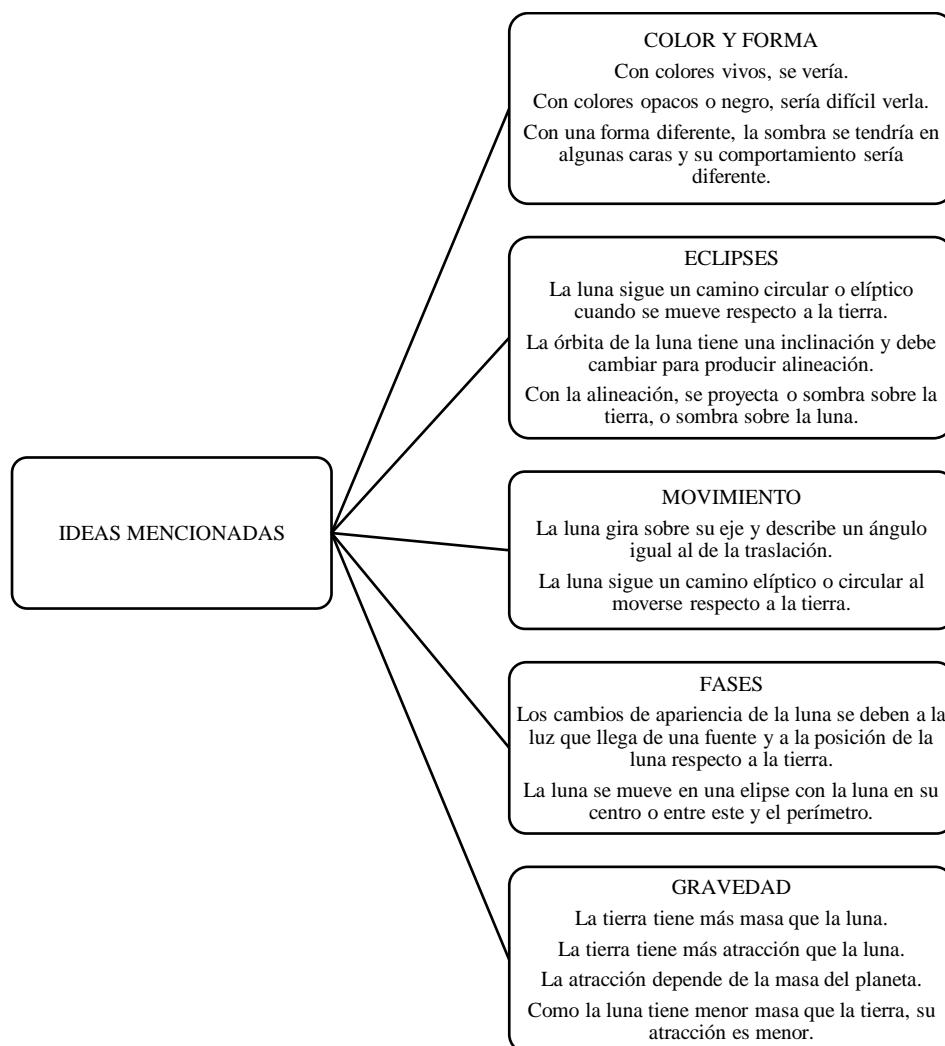 COLOR Y FORMA
Con colores vivos, se vería.
Con colores opacos o negro, sería difícil verla.
Con una forma diferente, la sombra se tendría en
algunas caras y su comportamiento sería
diferente.
ECLIPSES
La luna sigue un camino circular o elíptico
cuando se mueve respecto a la tierra.
La órbita de la luna tiene una inclinación y debe
cambiar para producir alineación.
Con la alineación, se proyecta o sombra sobre la
tierra, o sombra sobre la luna.
IDEAS MENCIONADAS
MOVIMIENTO
La luna gira sobre su eje y describe un ángulo
igual al de la traslación.
La luna sigue un camino elíptico o circular al
moverse respecto a la tierra.
FASES
Los cambios de apariencia de la luna se deben a la
luz que llega de una fuente y a la posición de la
luna respecto a la tierra.
La luna se mueve en una elipse con la luna en su
centro o entre este y el perímetro.
GRAVEDAD
La tierra tiene más masa que la luna.
La tierra tiene más atracción que la luna.
La atracción depende de la masa del planeta.
Como la luna tiene menor masa que la tierra, su
atracción es menor.